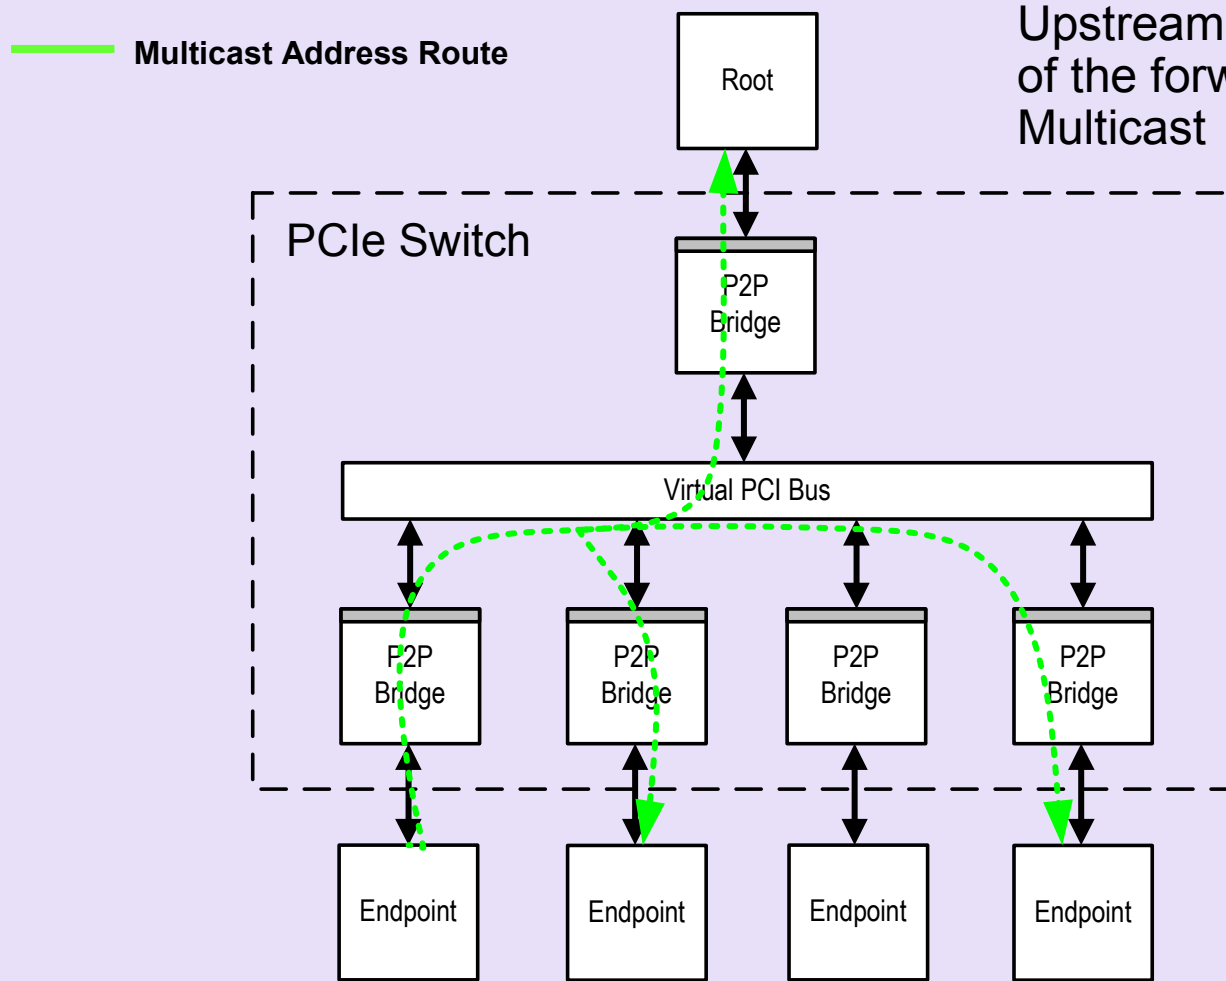 Multicast Address Route
Upstream
of the forw
Multicast
Root
PCIe Switch
P2P
Bridge
Virtual PCI Bus
P2P
Bridge
P2P
Bridge
P2P
Bridge
P2P
Bridge
Endpoint
Endpoint
Endpoint
Endpoint